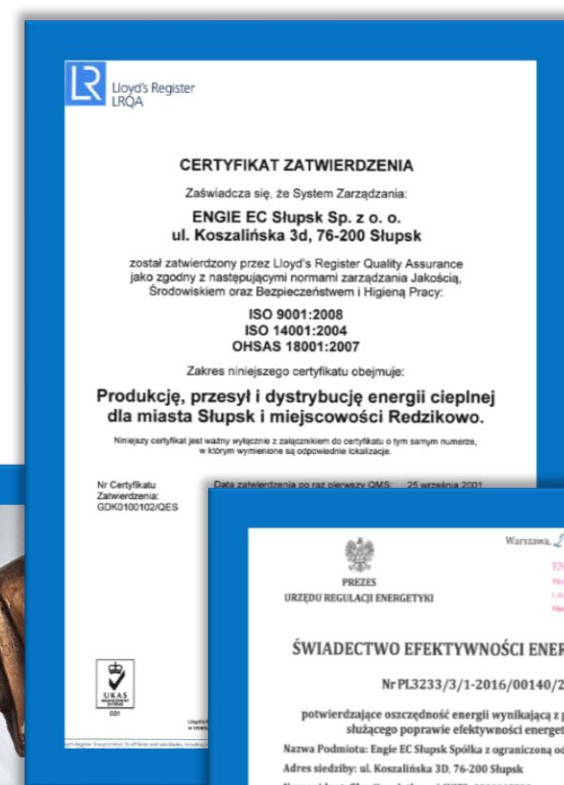 Lloyd's Register
LRQA
CERTYFIKAT ZATWIERDZENIA
Zaświadcza się, że System Zarządzania:
ENGIE EC Słupsk Sp. z o. o.
ul. Koszalińska 3d, 76-200 Słupsk
został zatwierdzony przez Lloyd's Register Quality Assurance
jako zgodny z następującymi normami zarządzania Jakością,
Środowiskiem oraz Bezpieczeństwem i Higieną Pracy:
ISO 9001:2008
ISO 14001:2004
OHSAS 18001:2007
Zakres niniejszego certyfikatu obejmuje:
Produkcję, przesył i dystrybucję energii cieplnej
dla miasta Słupsk i miejscowości Redzikowo.
Niniejszy certyfikat jest ważny wyłącznie z załącznikiem do certyfikatu o tym samym numerze,
w którym wymienione są odpowiednie lokalizacje.
Nr Certyfikatu
Zatwierdzenia:
GDK0100102/QES
Data zatwierdzenia po raz pierwszy QMS: 25 września 2001
UKAS
MANAGEMENT
SYSTEMS
001
Warszawa,
PREZES
URZĘDU REGULACJI ENERGETYKI
ŚWIADECTWO EFEKTYWNOŚCI ENER
Nr PL3233/3/1-2016/00140/2
potwierdzające oszczędność energii wynikającą z p
służącego poprawie efektywności energet
Nazwa Podmiotu: Engie EC Słupsk Spółka z ograniczoną od
Adres siedziby: ul. Koszalińska 3D, 76-200 Słupsk